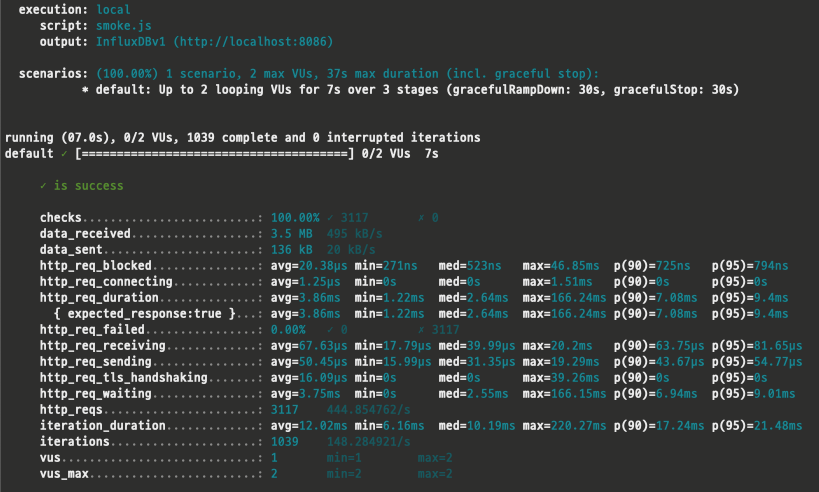 execution: local
script: smoke.js
output: InfluxDBv1 (http://localhost:8086)
scenarios: (100.00%) 1 scenario, 2 max VUs, 37s max duration (incl. graceful stop):
* default: Up to 2 looping VUs for 7s over 3 stages (gracefulRampDown: 30s, gracefulStop: 30s)
running (07.0s), 0/2 VUs, 1039 complete and 0 interrupted iterations
default ✓ [======================================] 0/2 VUs  7s
✓ is success
checks.........................: 100.00% ✓ 3117       ✗ 0
data_received..................: 3.5 MB  495 kB/s
data_sent......................: 136 kB  20 kB/s
http_req_blocked...............: avg=20.38µs min=271ns   med=523ns   max=46.85ms  p(90)=725ns   p(95)=794ns
http_req_connecting............: avg=1.25µs  min=0s      med=0s      max=1.51ms   p(90)=0s      p(95)=0s
http_req_duration..............: avg=3.86ms  min=1.22ms  med=2.64ms  max=166.24ms p(90)=7.08ms  p(95)=9.4ms
{ expected_response:true }...: avg=3.86ms  min=1.22ms  med=2.64ms  max=166.24ms p(90)=7.08ms  p(95)=9.4ms
http_req_failed................: 0.00%   ✓ 0          ✗ 3117
http_req_receiving.............: avg=67.63µs min=17.79µs med=39.99µs max=20.2ms   p(90)=63.75µs p(95)=81.65µs
http_req_sending...............: avg=50.45µs min=15.99µs med=31.35µs max=19.29ms  p(90)=43.67µs p(95)=54.77µs
http_req_tls_handshaking.......: avg=16.09µs min=0s      med=0s      max=39.26ms  p(90)=0s      p(95)=0s
http_req_waiting...............: avg=3.75ms  min=0s      med=2.55ms  max=166.15ms p(90)=6.94ms  p(95)=9.01ms
http_reqs......................: 3117    444.854762/s
iteration_duration.............: avg=12.02ms min=6.16ms  med=10.19ms max=220.27ms p(90)=17.24ms p(95)=21.48ms
iterations.....................: 1039    148.284921/s
vus............................: 1       min=1        max=2
vus_max........................: 2       min=2        max=2